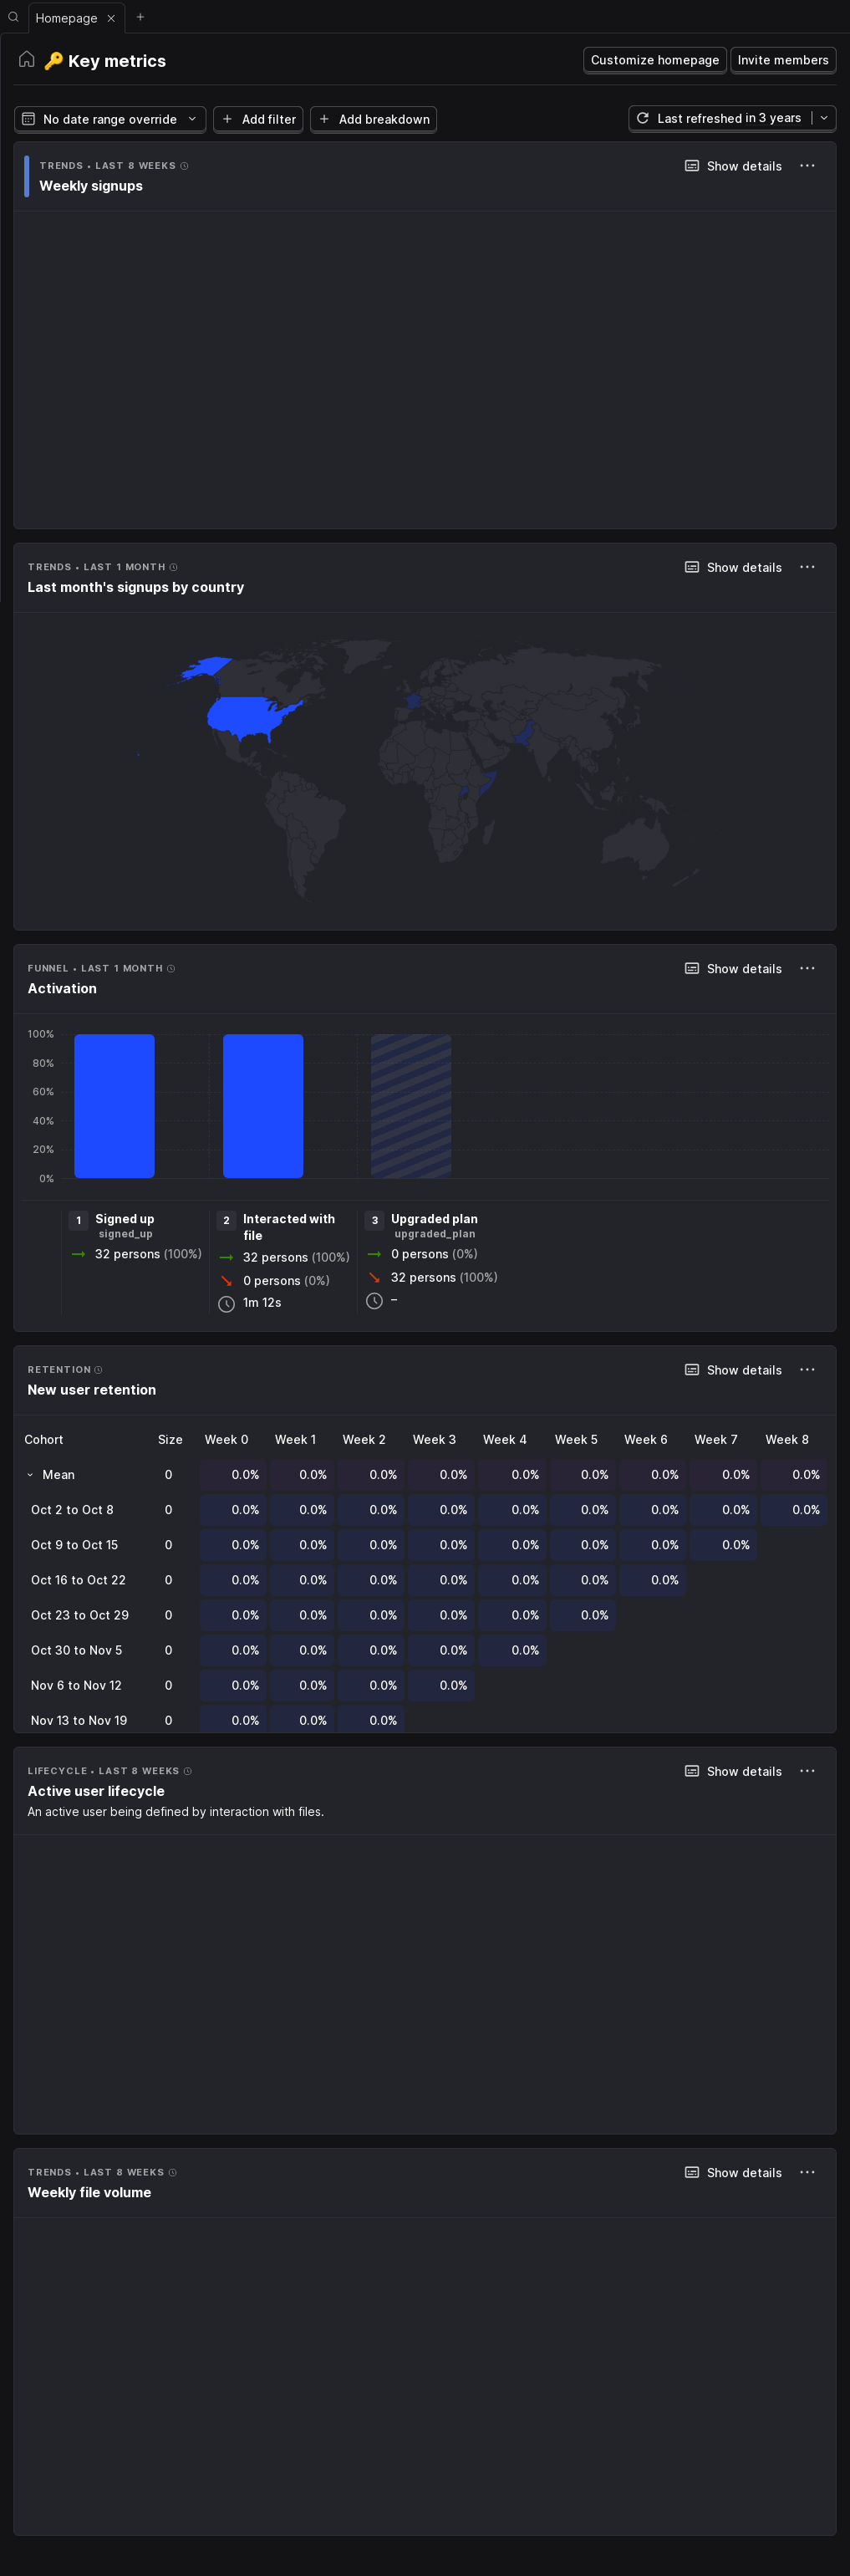 Homepage
🔑 Key metrics
Customize homepage
Invite members
No date range override
Add filter
Add breakdown
Last refreshed in 3 years
TRENDS • LAST 8 WEEKS
Show details
Weekly signups
TRENDS • LAST 1 MONTH
Show details
Last month's signups by country
FUNNEL • LAST 1 MONTH
Show details
Activation
100%
80%
60%
40%
20%
0%
1 Signed up
signed_up
32 persons (100%)
2 Interacted with
file
32 persons (100%)
0 persons (0%)
1m 12s
3 Upgraded plan
upgraded_plan
0 persons (0%)
32 persons (100%)
–
RETENTION
Show details
New user retention
Cohort Size Week 0 Week 1 Week 2 Week 3 Week 4 Week 5 Week 6 Week 7 Week 8
Mean 0 0.0% 0.0% 0.0% 0.0% 0.0% 0.0% 0.0% 0.0% 0.0%
Oct 2 to Oct 8 0 0.0% 0.0% 0.0% 0.0% 0.0% 0.0% 0.0% 0.0% 0.0%
Oct 9 to Oct 15 0 0.0% 0.0% 0.0% 0.0% 0.0% 0.0% 0.0% 0.0%
Oct 16 to Oct 22 0 0.0% 0.0% 0.0% 0.0% 0.0% 0.0% 0.0%
Oct 23 to Oct 29 0 0.0% 0.0% 0.0% 0.0% 0.0% 0.0%
Oct 30 to Nov 5 0 0.0% 0.0% 0.0% 0.0% 0.0%
Nov 6 to Nov 12 0 0.0% 0.0% 0.0% 0.0%
Nov 13 to Nov 19 0 0.0% 0.0% 0.0%
LIFECYCLE • LAST 8 WEEKS
Show details
Active user lifecycle
An active user being defined by interaction with files.
TRENDS • LAST 8 WEEKS
Show details
Weekly file volume